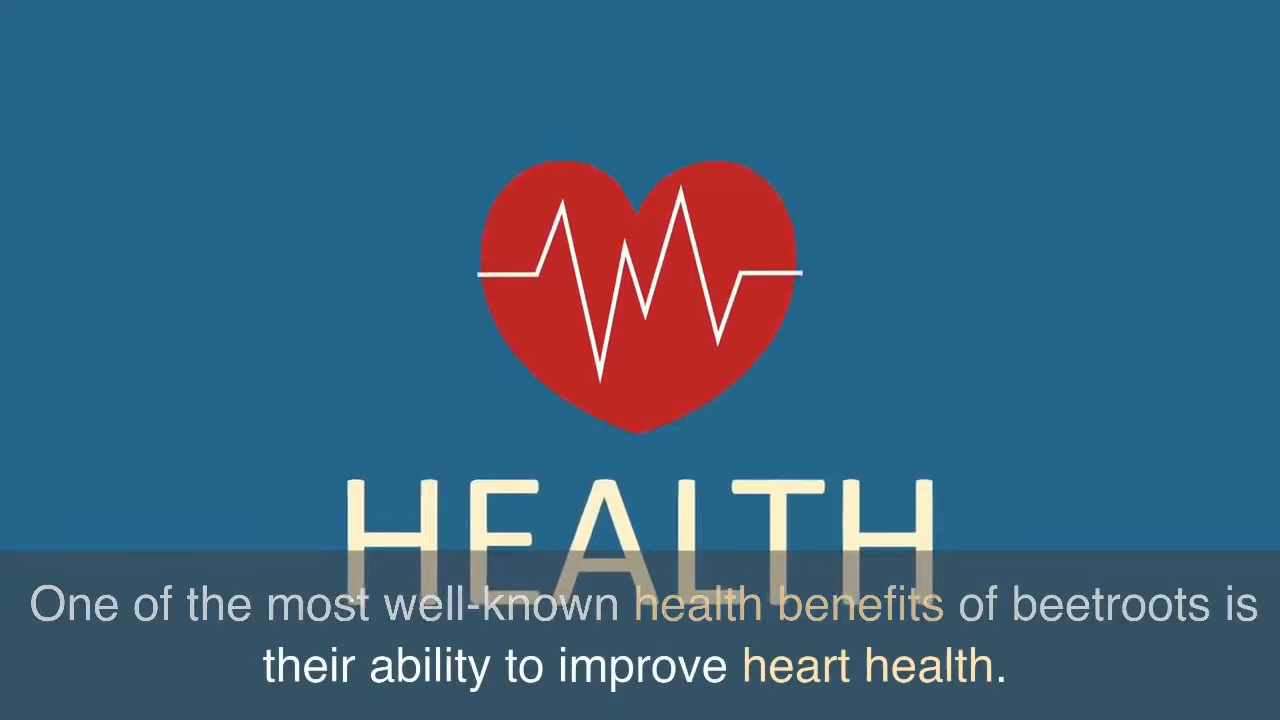 HEALTH
One of the most well-known health benefits of beetroots is
their ability to improve heart health.